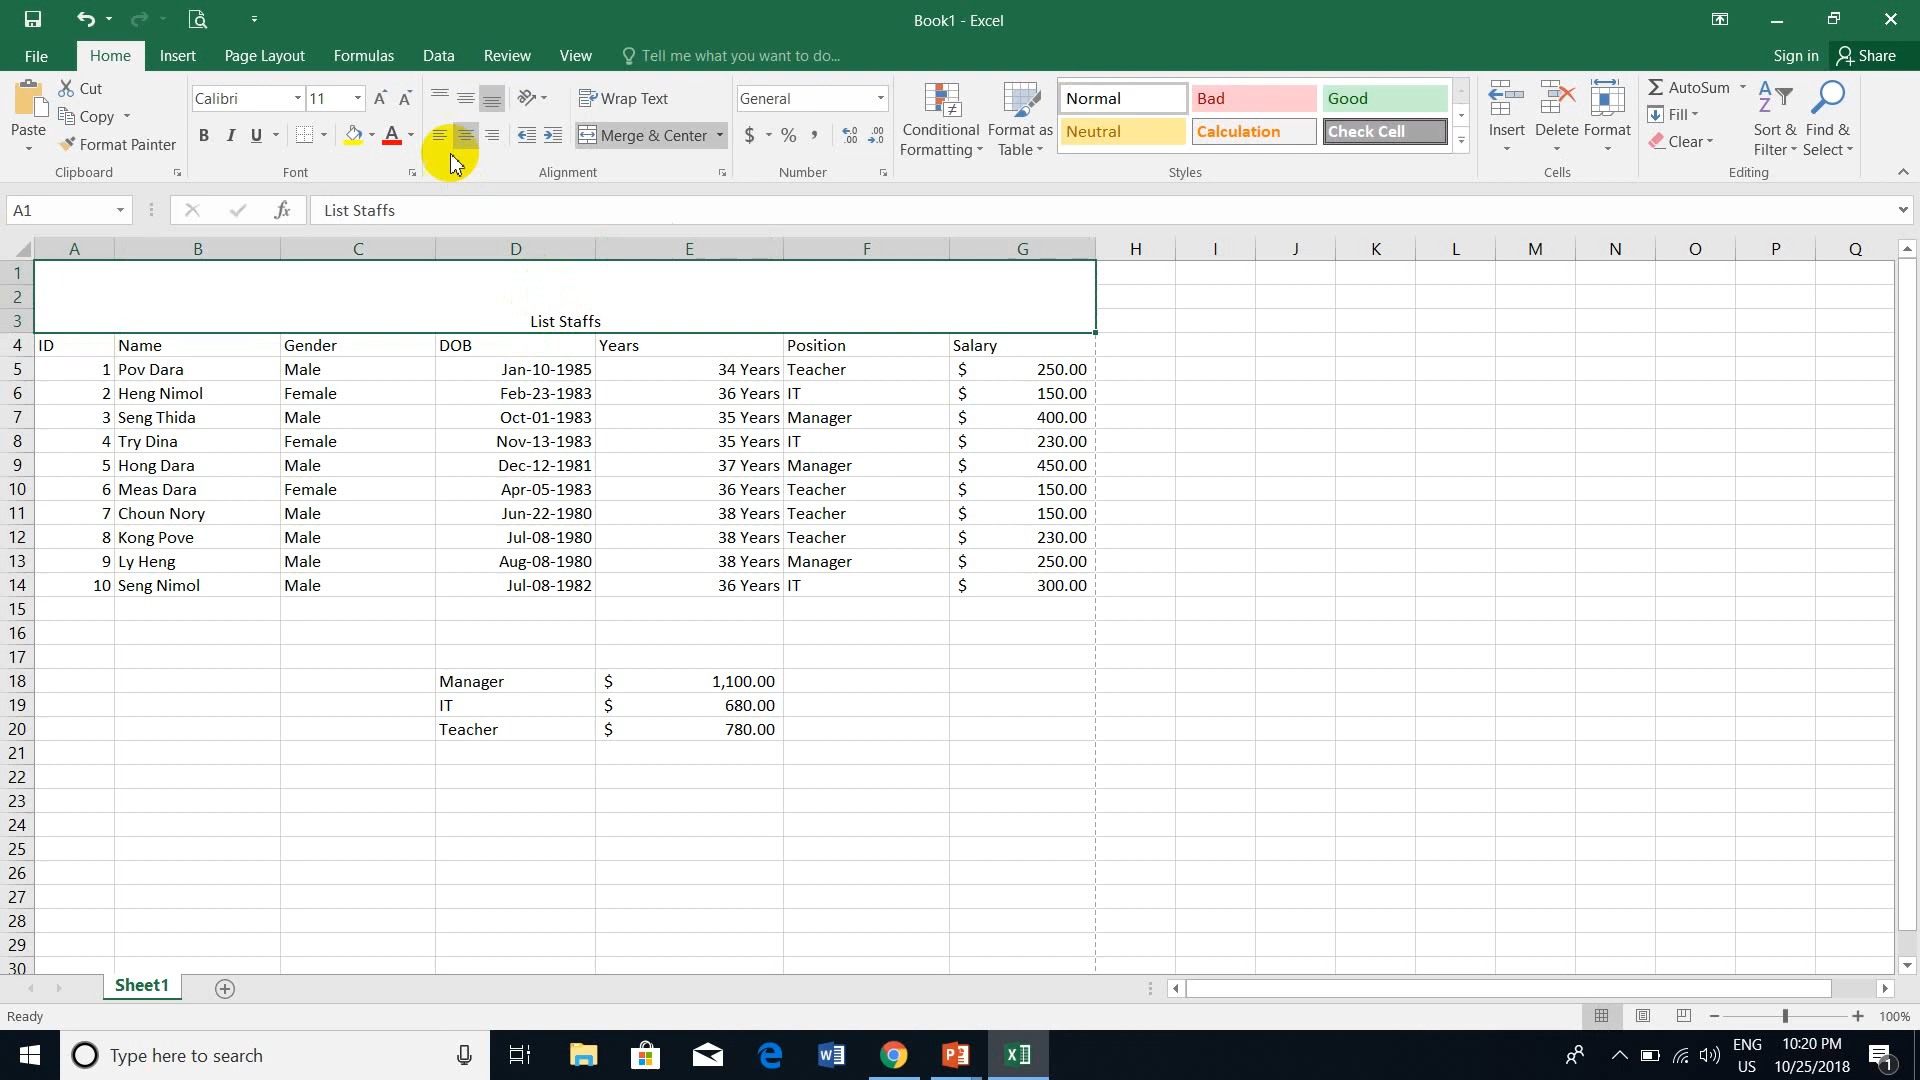 Book1 - Excel
File Home Insert Page Layout Formulas Data Review View Tell me what you want to do... Sign in Share
Paste
Cut
Copy
Format Painter
Clipboard
Calibri 11
B I U
Font
Wrap Text
Merge & Center
Alignment
General
$ %
Number
Conditional Formatting
Format as Table
Normal Bad Good
Neutral Calculation Check Cell
Styles
Insert Delete Format
Cells
AutoSum
Fill
Clear
Sort & Filter
Find & Select
Editing
A1 fx List Staffs
A B C D E F G H I J K L M N O P Q
1
2
3 List Staffs
4 ID Name Gender DOB Years Position Salary
5 1 Pov Dara Male Jan-10-1985 34 Years Teacher $ 250.00
6 2 Heng Nimol Female Feb-23-1983 36 Years IT $ 150.00
7 3 Seng Thida Male Oct-01-1983 35 Years Manager $ 400.00
8 4 Try Dina Female Nov-13-1983 35 Years IT $ 230.00
9 5 Hong Dara Male Dec-12-1981 37 Years Manager $ 450.00
10 6 Meas Dara Female Apr-05-1983 36 Years Teacher $ 150.00
11 7 Choun Nory Male Jun-22-1980 38 Years Teacher $ 150.00
12 8 Kong Pove Male Jul-08-1980 38 Years Teacher $ 230.00
13 9 Ly Heng Male Aug-08-1980 38 Years Manager $ 250.00
14 10 Seng Nimol Male Jul-08-1982 36 Years IT $ 300.00
15
16
17
18 Manager $ 1,100.00
19 IT $ 680.00
20 Teacher $ 780.00
21
22
23
24
25
26
27
28
29
30
Sheet1
Ready 100%
Type here to search ENG 10:20 PM
US 10/25/2018 1